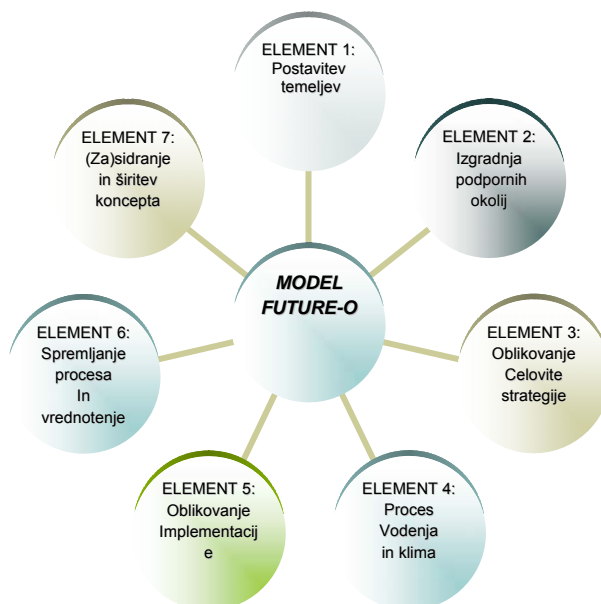 ELEMENT 1:
Postavitev
temeljev
ELEMENT 2:
Izgradnja
podpornih
okolij
ELEMENT 3:
Oblikovanje
Celovite
strategije
ELEMENT 4:
Proces
Vodenja
in klima
ELEMENT 5:
Oblikovanje
Implementacij
e
ELEMENT 6:
Spremljanje
procesa
In
vrednotenje
ELEMENT 7:
(Za)sidranje
in širitev
koncepta
MODEL
FUTURE-O